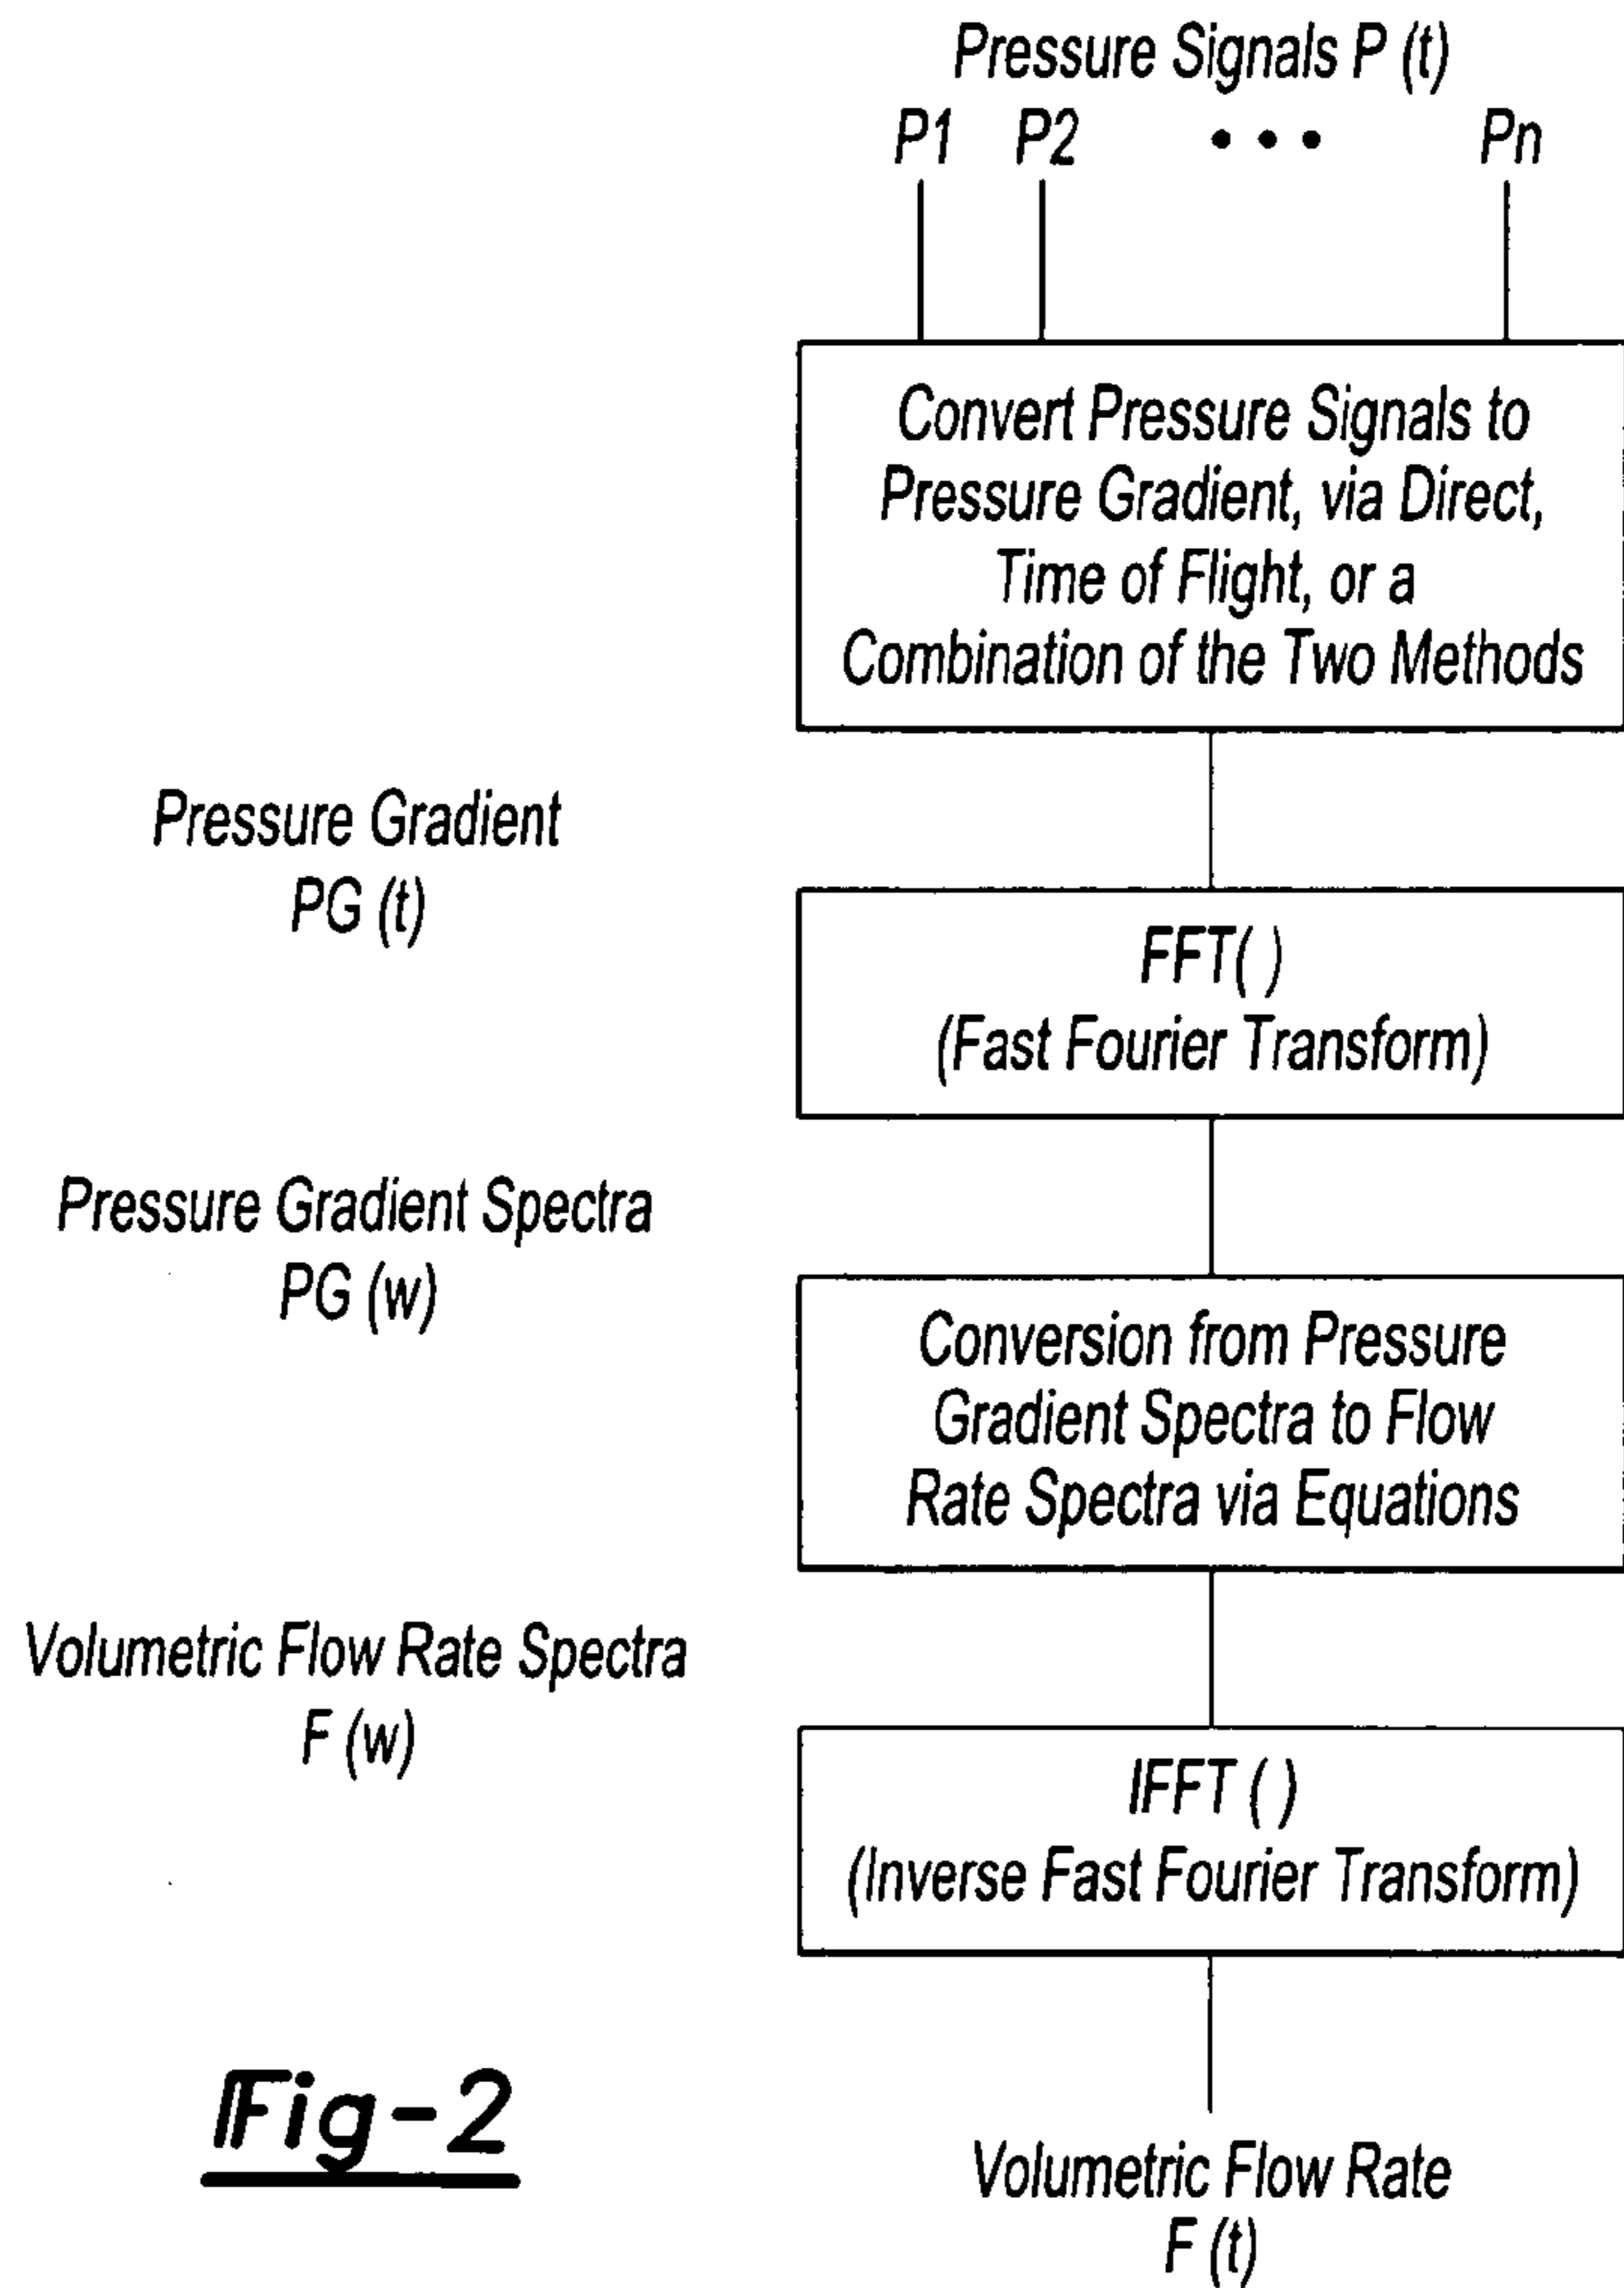 Pressure Signals P (t)
P1 P2 • • • Pn
Convert Pressure Signals to
Pressure Gradient, via Direct,
Time of Flight, or a
Combination of the Two Methods
Pressure Gradient
PG (t)
FFT( )
(Fast Fourier Transform)
Pressure Gradient Spectra
PG (w)
Conversion from Pressure
Gradient Spectra to Flow
Rate Spectra via Equations
Volumetric Flow Rate Spectra
F (w)
IFFT ( )
(Inverse Fast Fourier Transform)
Fig-2
Volumetric Flow Rate
F (t)